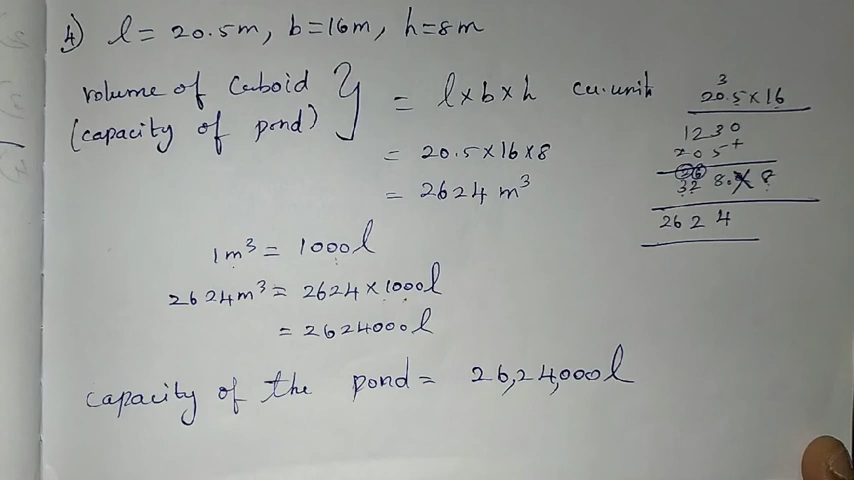 4) l = 20.5m, b=16m, h=8m
volume of Cuboid
(capacity of pond) } = l×b×h cu.unit
= 20.5×16×8
= 2624 m³
1m³ = 1000l
2624m³ = 2624×1000l
= 2624000l
capacity of the pond = 26,24,000l
3
20.5×16
1230
205+
328. × 8
2624